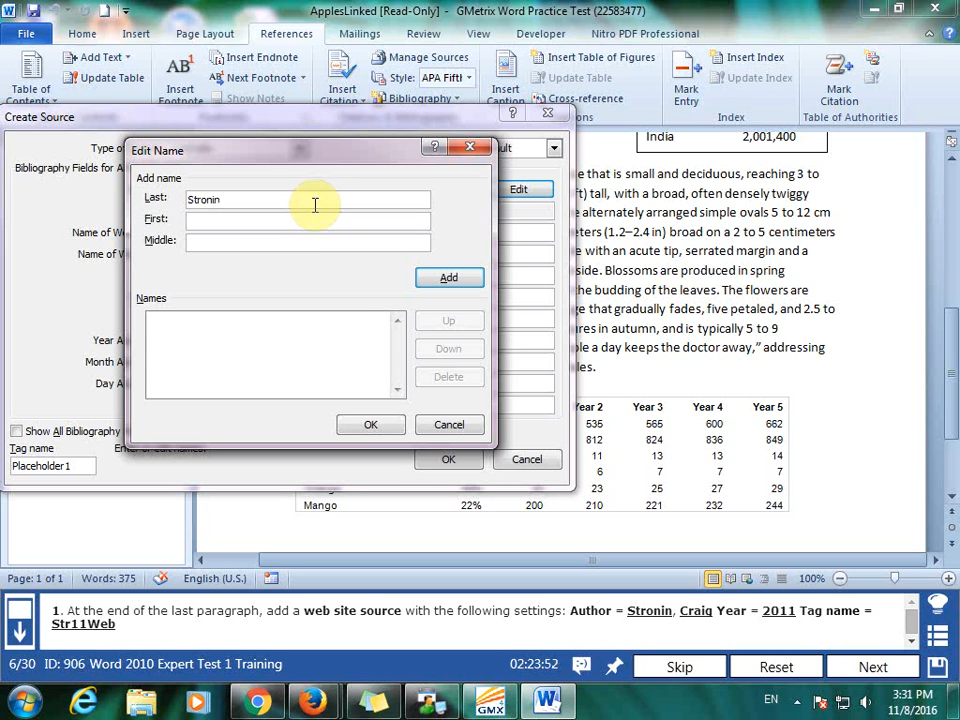 ApplesLinked [Read-Only] - GMetrix Word Practice Test (22583477)
File Home Insert Page Layout References Mailings Review View Developer Nitro PDF Professional
Add Text Insert Endnote Manage Sources Insert Table of Figures Insert Index
Update Table Next Footnote Style: APA Fifth Update Table Update Index
Table of Contents Insert Footnote Show Notes Insert Citation Bibliography Insert Caption Cross-reference Mark Entry Mark Citation
Index Table of Authorities
Create Source
India 2,001,400
Edit Name
Type of
Bibliography Fields for A
Add name
Last: Stronin
Edit
First:
Middle:
Name of W
Name of W
Add
Names
Up
Down
Delete
Year A
Month A
Day A
OK Cancel
Show All Bibliography
Tag name
Placeholder1
OK Cancel
e that is small and deciduous, reaching 3 to
ft) tall, with a broad, often densely twiggy
e alternately arranged simple ovals 5 to 12 cm
eters (1.2–2.4 in) broad on a 2 to 5 centimeters
e with an acute tip, serrated margin and a
side. Blossoms are produced in spring
the budding of the leaves. The flowers are
ge that gradually fades, five petaled, and 2.5 to
ures in autumn, and is typically 5 to 9
ple a day keeps the doctor away,” addressing
les.
Year 2 Year 3 Year 4 Year 5
535 565 600 662
812 824 836 849
11 13 13 14
6 7 7 7
23 25 27 29
Mango 22% 200 210 221 232 244
Page: 1 of 1 Words: 375 English (U.S.) 100%
1. At the end of the last paragraph, add a web site source with the following settings: Author = Stronin, Craig Year = 2011 Tag name =
Str11Web
6/30 ID: 906 Word 2010 Expert Test 1 Training 02:23:52 Skip Reset Next
EN 3:31 PM
11/8/2016